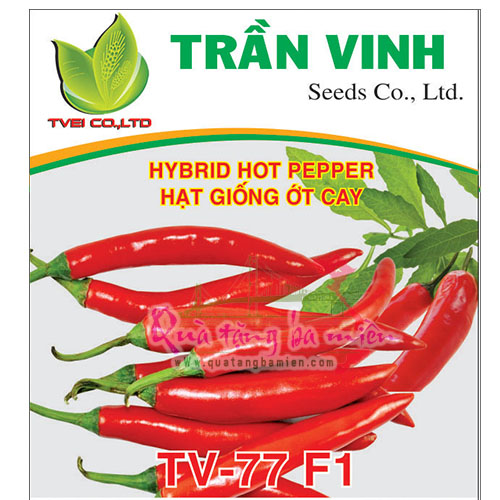 TRẦN VINH
Seeds Co., Ltd.
TVEI CO.,LTD
HYBRID HOT PEPPER
HẠT GIỐNG ỚT CAY
Quà tặng ba miền
www.quatangbamien.com
TV-77 F1